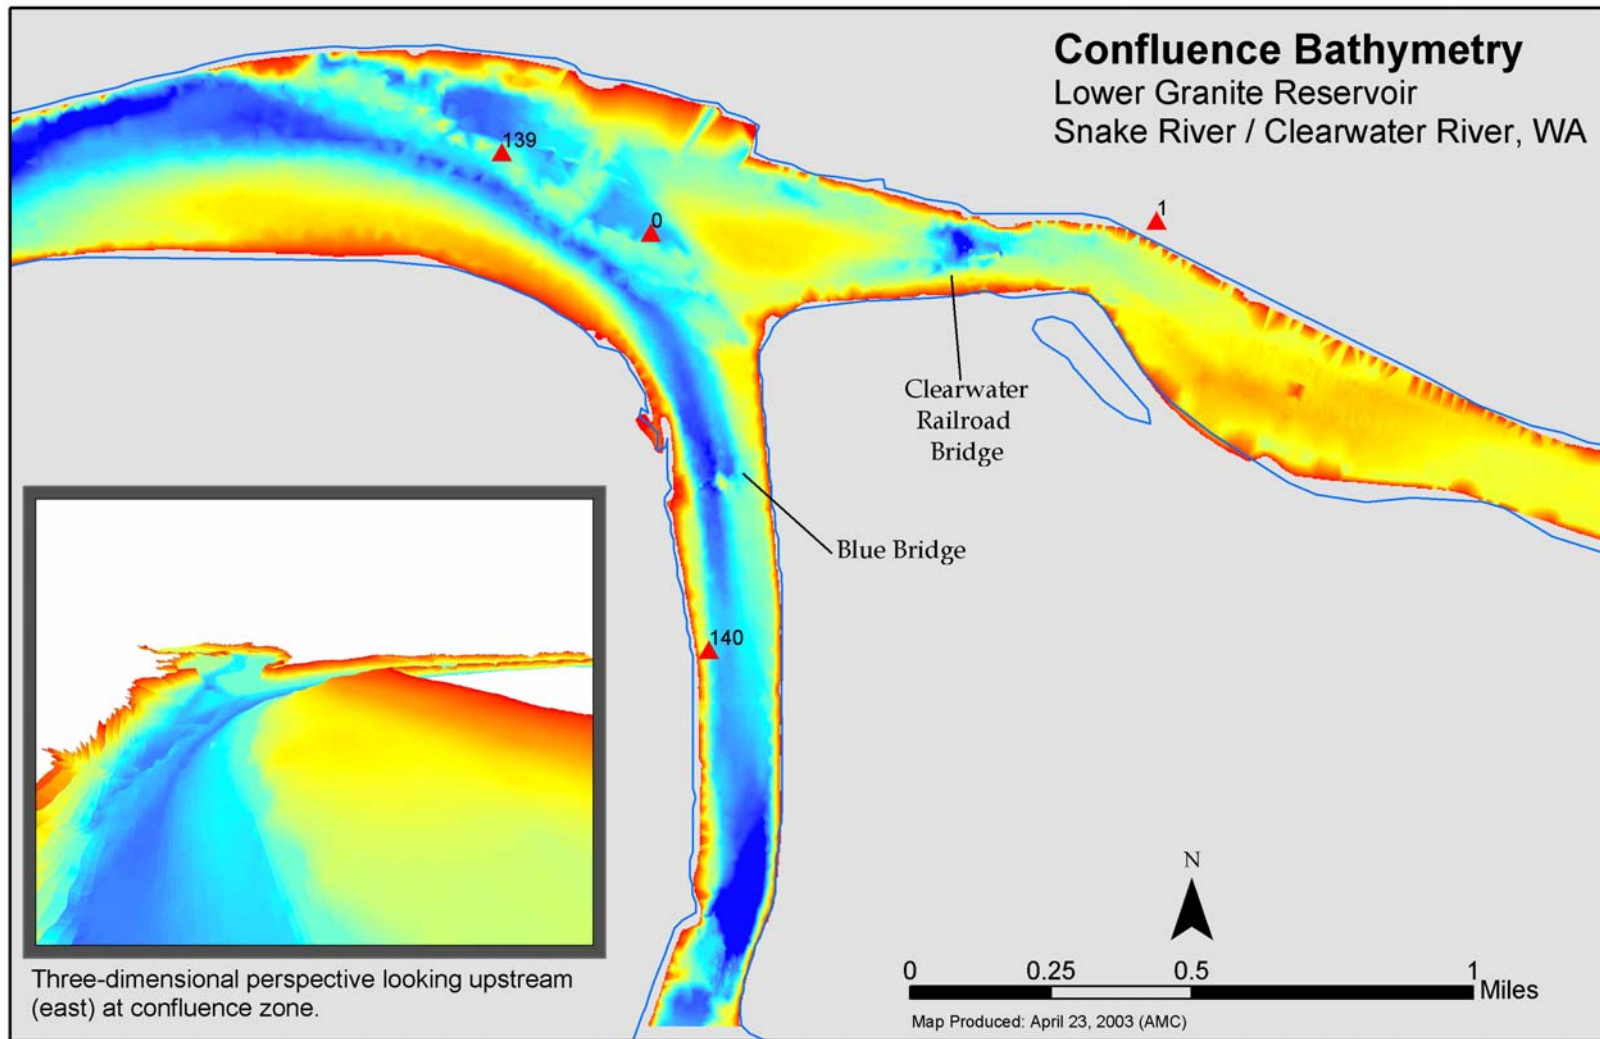 Confluence Bathymetry
Lower Granite Reservoir
Snake River / Clearwater River, WA
139
0
1
Clearwater
Railroad
Bridge
Blue Bridge
140
N
0 0.25 0.5 1
Miles
Map Produced: April 23, 2003 (AMC)
Three-dimensional perspective looking upstream
(east) at confluence zone.